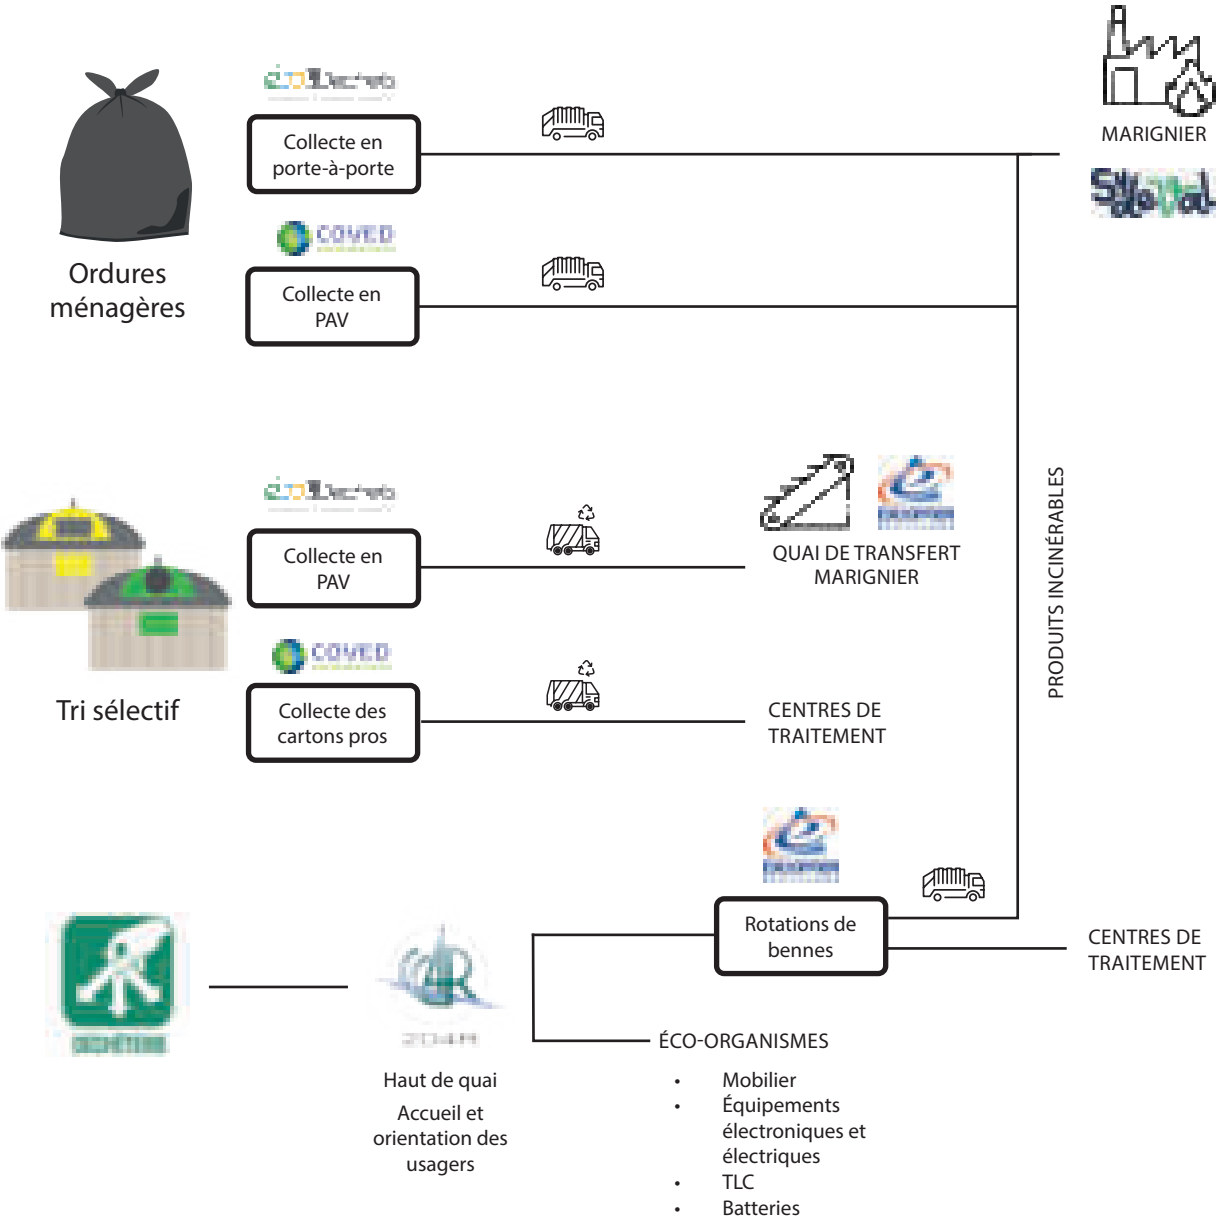 MARIGNIER
COVED
Collecte en
porte-à-porte
Ordures
ménagères
Collecte en
PAV
Collecte en
PAV
QUAI DE TRANSFERT
MARIGNIER
PRODUITS INCINÉRABLES
Tri sélectif
COVED
Collecte des
cartons pros
CENTRES DE
TRAITEMENT
Rotations de
bennes
CENTRES DE
TRAITEMENT
DECHÈTERIE
Haut de quai
Accueil et
orientation des
usagers
ÉCO-ORGANISMES
• Mobilier
• Équipements
électroniques et
électriques
• TLC
• Batteries